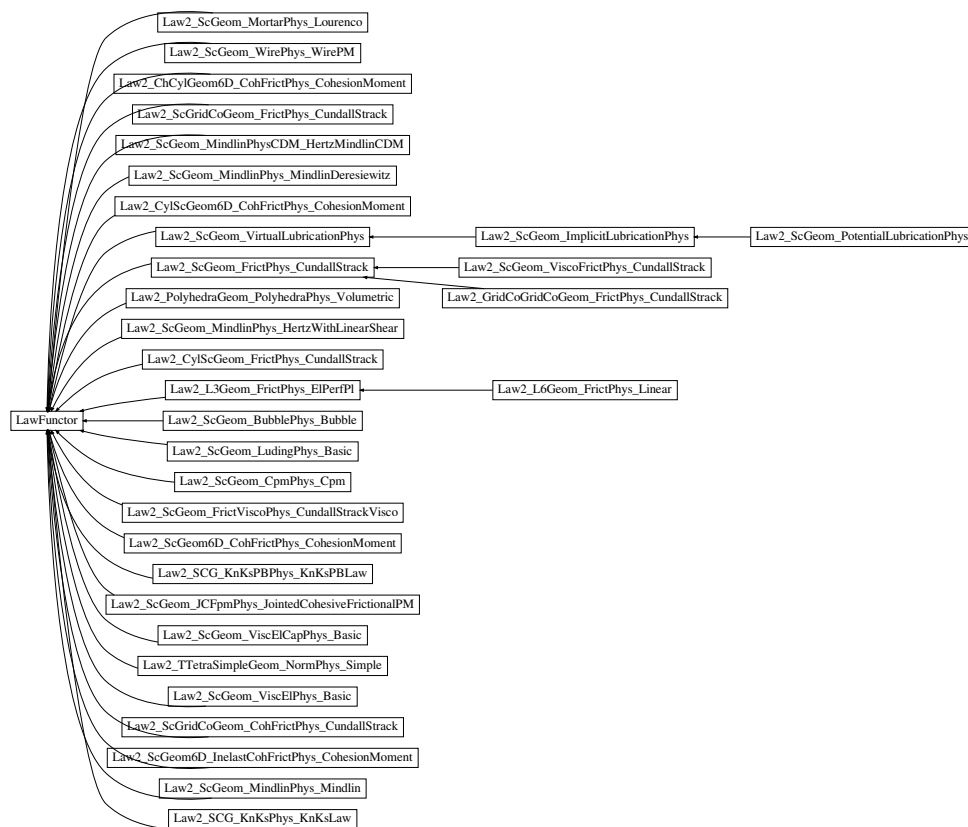 Law2_ScGeom_MortarPhys_Lourenco
Law2_ScGeom_WirePhys_WirePM
Law2_ChCylGeom6D_CohFrictPhys_CohesionMoment
Law2_ScGridCoGeom_FrictPhys_CundallStrack
Law2_ScGeom_MindlinPhysCDM_HertzMindlinCDM
Law2_ScGeom_MindlinPhys_MindlinDeresiewitz
Law2_CylScGeom6D_CohFrictPhys_CohesionMoment
Law2_ScGeom_VirtualLubricationPhys
Law2_ScGeom_ImplicitLubricationPhys
Law2_ScGeom_PotentialLubricationPhys
Law2_ScGeom_FrictPhys_CundallStrack
Law2_ScGeom_ViscoFrictPhys_CundallStrack
Law2_PolyhedraGeom_PolyhedraPhys_Volumetric
Law2_GridCoGridCoGeom_FrictPhys_CundallStrack
Law2_ScGeom_MindlinPhys_HertzWithLinearShear
Law2_CylScGeom_FrictPhys_CundallStrack
Law2_L3Geom_FrictPhys_ElPerfPl
Law2_L6Geom_FrictPhys_Linear
LawFunctor
Law2_ScGeom_BubblePhys_Bubble
Law2_ScGeom_LudingPhys_Basic
Law2_ScGeom_CpmPhys_Cpm
Law2_ScGeom_FrictViscoPhys_CundallStrackVisco
Law2_ScGeom6D_CohFrictPhys_CohesionMoment
Law2_SCG_KnKsPBPhys_KnKsPBLaw
Law2_ScGeom_JCFpmPhys_JointedCohesiveFrictionalPM
Law2_ScGeom_ViscElCapPhys_Basic
Law2_TTetraSimpleGeom_NormPhys_Simple
Law2_ScGeom_ViscElPhys_Basic
Law2_ScGridCoGeom_CohFrictPhys_CundallStrack
Law2_ScGeom6D_InelastCohFrictPhys_CohesionMoment
Law2_ScGeom_MindlinPhys_Mindlin
Law2_SCG_KnKsPhys_KnKsLaw